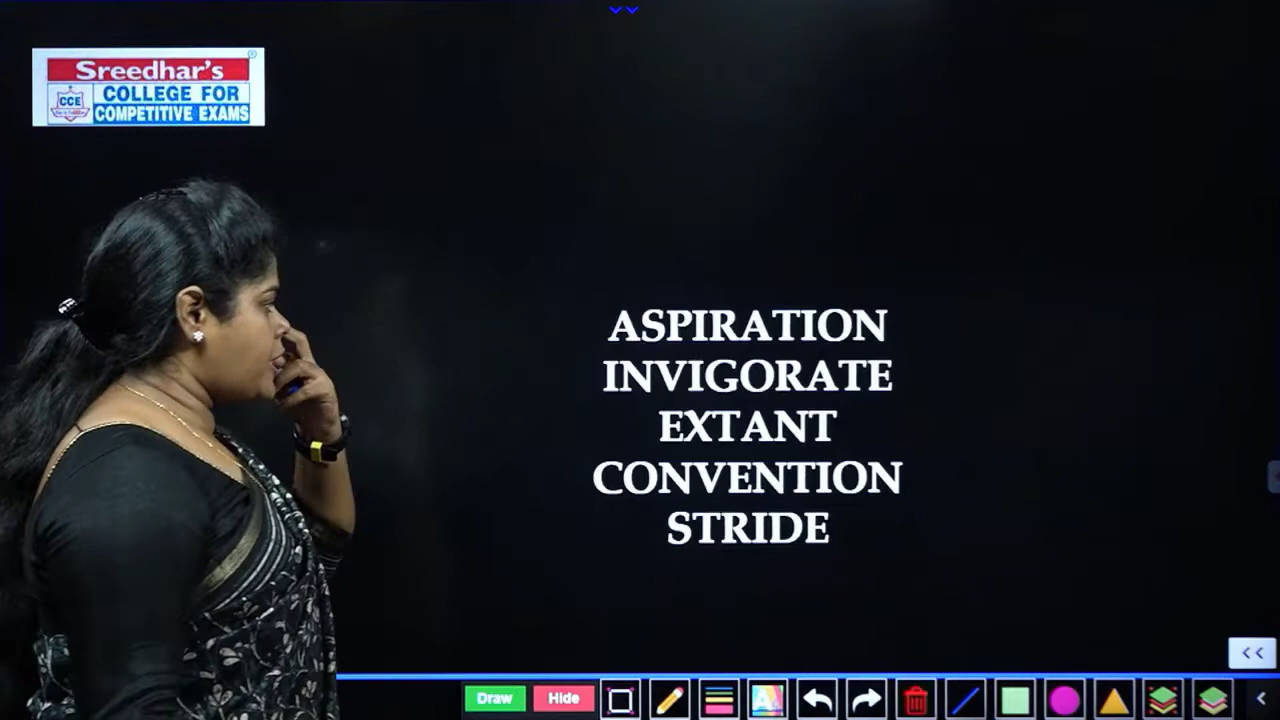 Sreedhar's
CCE
COLLEGE FOR
COMPETITIVE EXAMS
ASPIRATION
INVIGORATE
EXTANT
CONVENTION
STRIDE
Draw
Hide